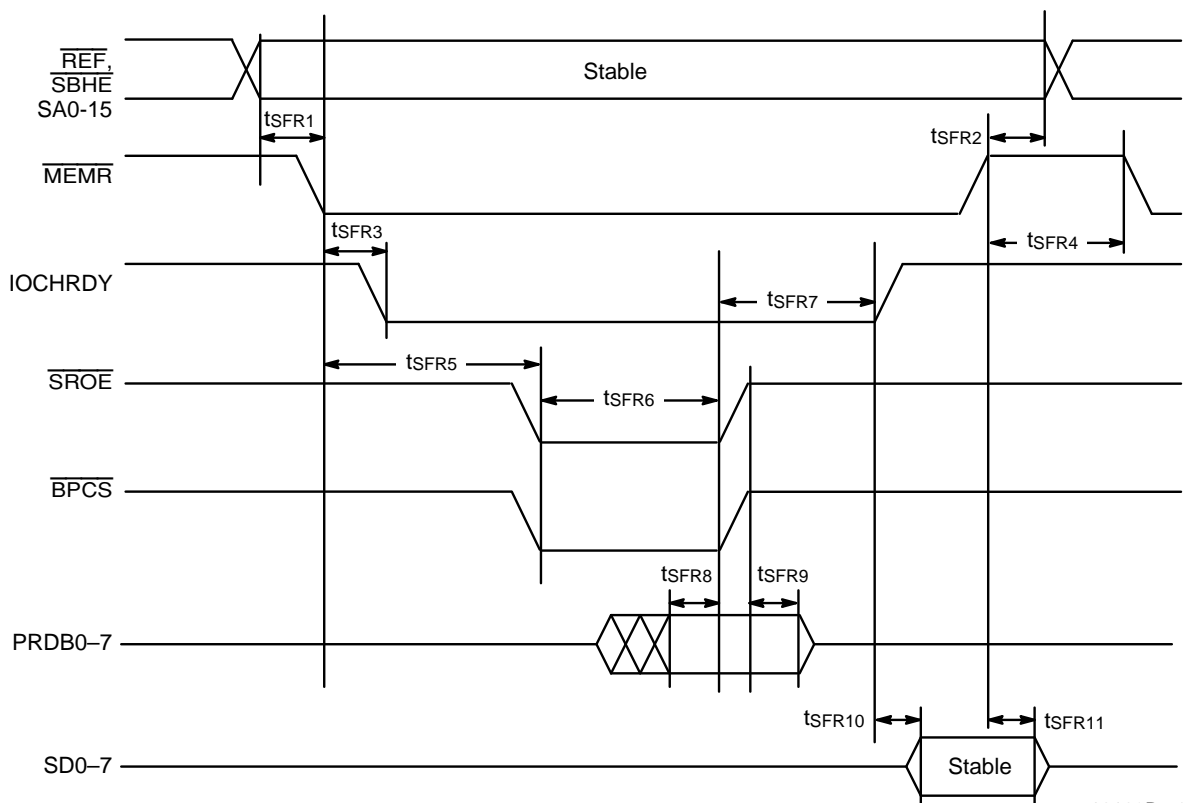 REF,
SBHE
SA0-15
Stable
tSFR1
tSFR2
MEMR
tSFR3
tSFR4
IOCHRDY
tSFR7
tSFR5
SROE
tSFR6
BPCS
tSFR8
tSFR9
PRDB0–7
tSFR10
tSFR11
SD0–7
Stable